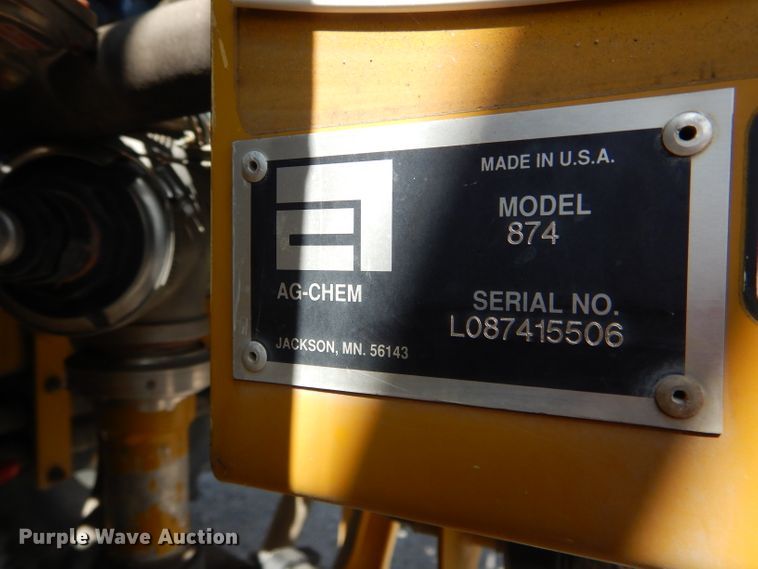 MADE IN U.S.A.
MODEL
874
AG-CHEM
SERIAL NO.
L087415506
JACKSON, MN. 56143
Purple Wave Auction®